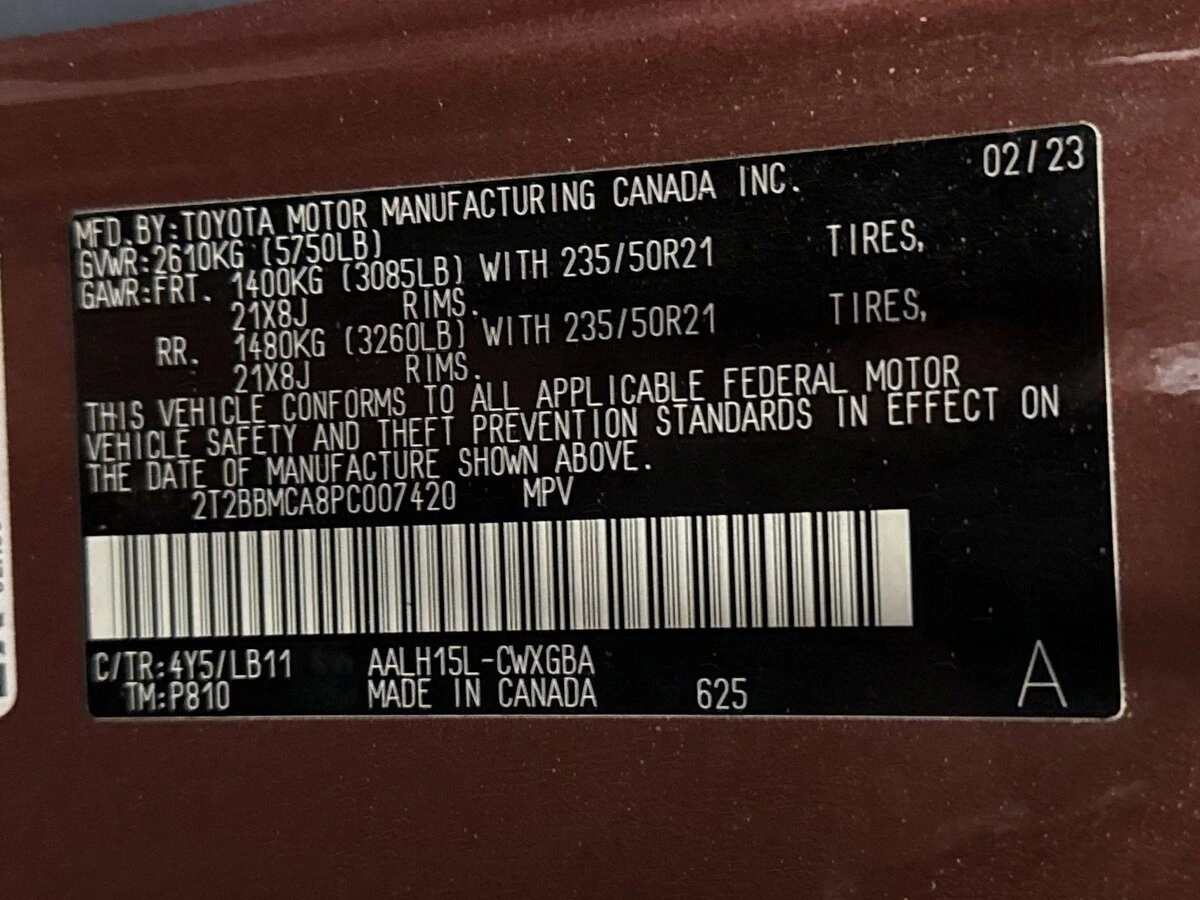 02/23
MFD.BY:TOYOTA MOTOR MANUFACTURING CANADA INC.
GVWR:2610KG (5750LB)
GAWR:FRT. 1400KG (3085LB) WITH 235/50R21 TIRES,
21X8J RIMS.
RR. 1480KG (3260LB) WITH 235/50R21 TIRES,
21X8J RIMS.
THIS VEHICLE CONFORMS TO ALL APPLICABLE FEDERAL MOTOR
VEHICLE SAFETY AND THEFT PREVENTION STANDARDS IN EFFECT ON
THE DATE OF MANUFACTURE SHOWN ABOVE.
2T2BBMCA8PC007420 MPV
C/TR:4Y5/LB11 AALH15L-CWXGBA
TM:P810 MADE IN CANADA 625 A